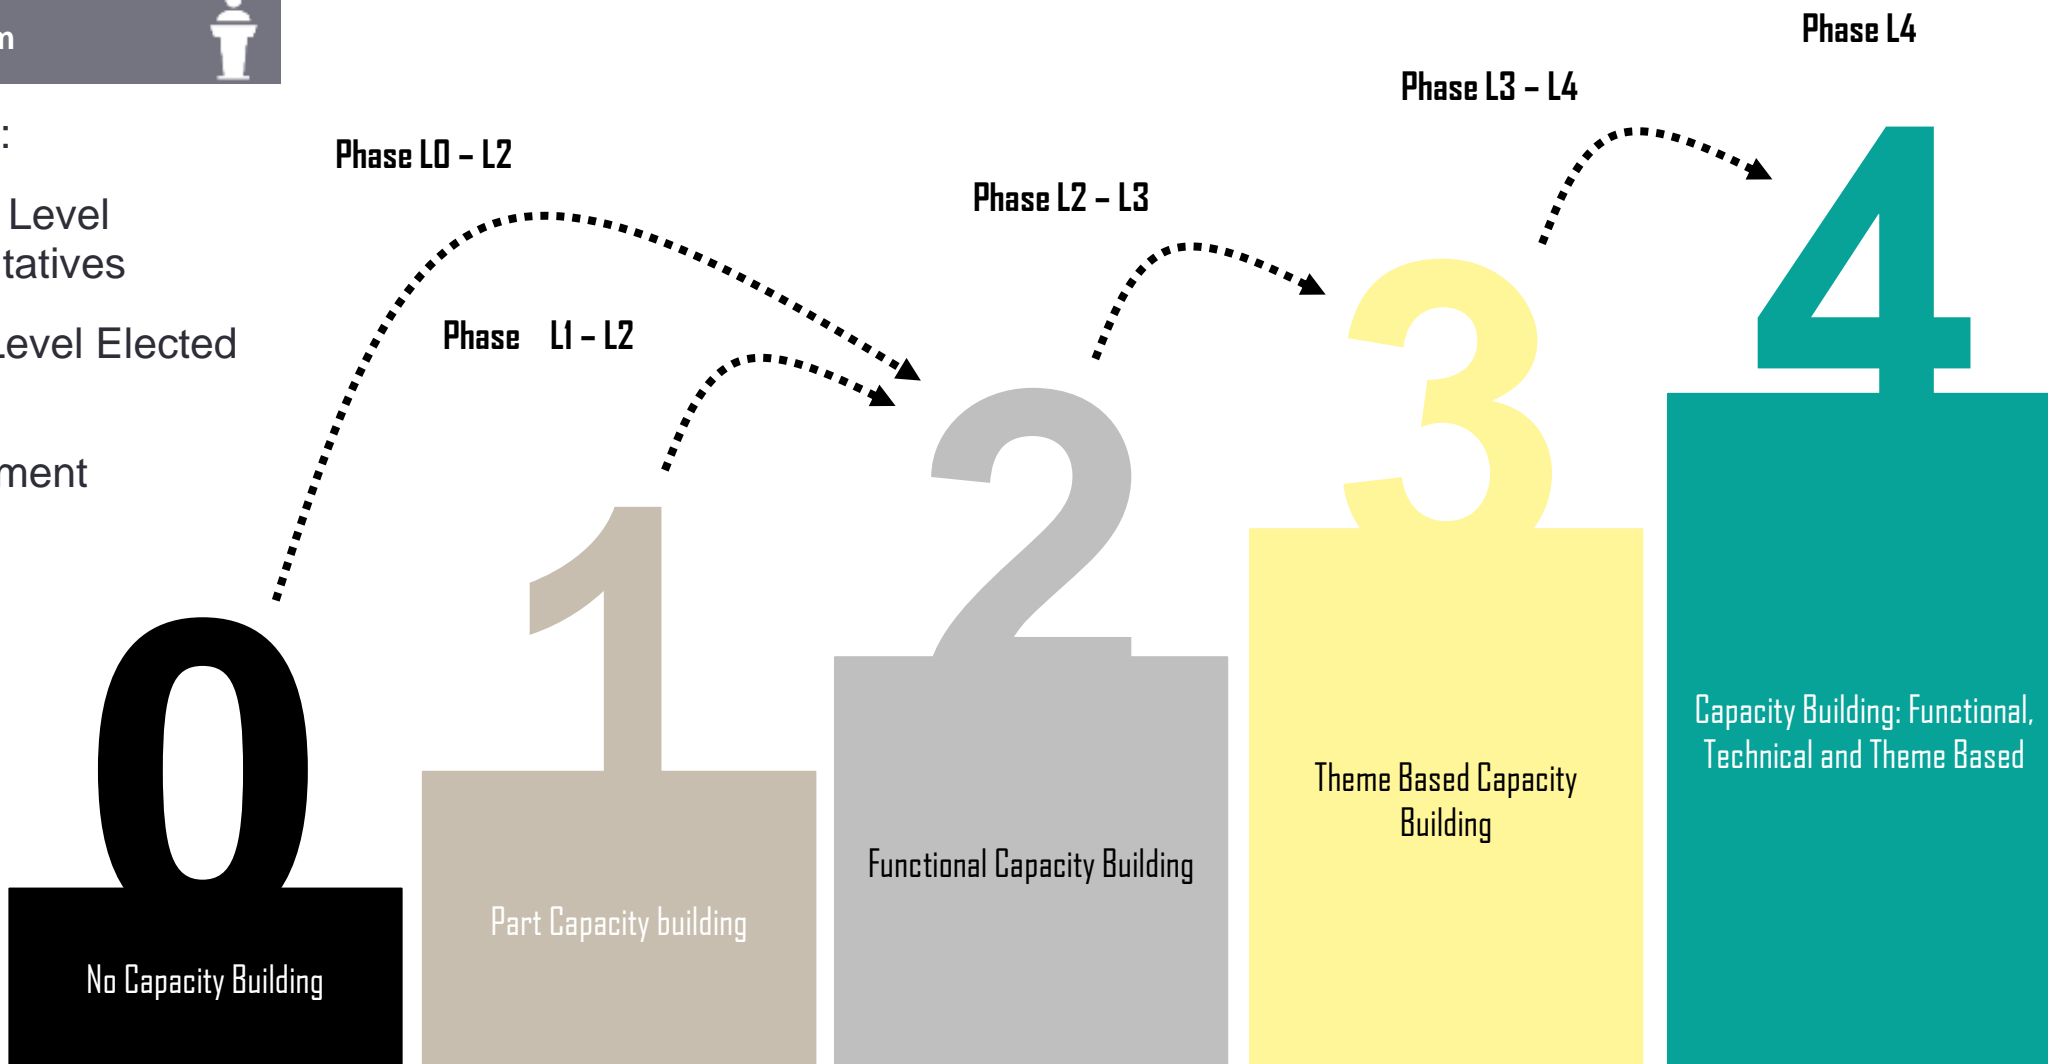 Phase L4
Phase L3 – L4
:
Phase L0 – L2
Phase L2 – L3
Level
tatives
Level Elected
Phase L1 – L2
ment
0
1
2
3
4
No Capacity Building
Part Capacity building
Functional Capacity Building
Theme Based Capacity
Building
Capacity Building: Functional,
Technical and Theme Based